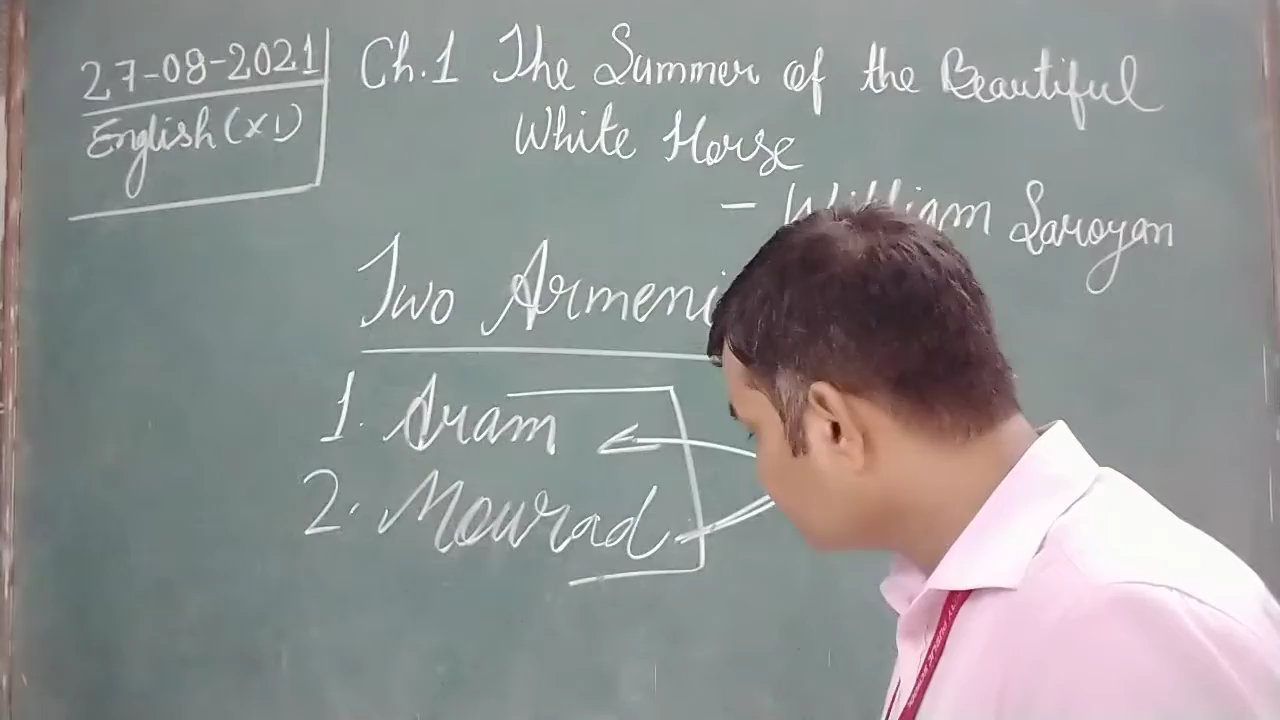 27-08-2021
English (XI)
Ch.1 The Summer of the Beautiful
White Horse
- William Saroyan
Two Armeni
1. Aram
2. Mourad